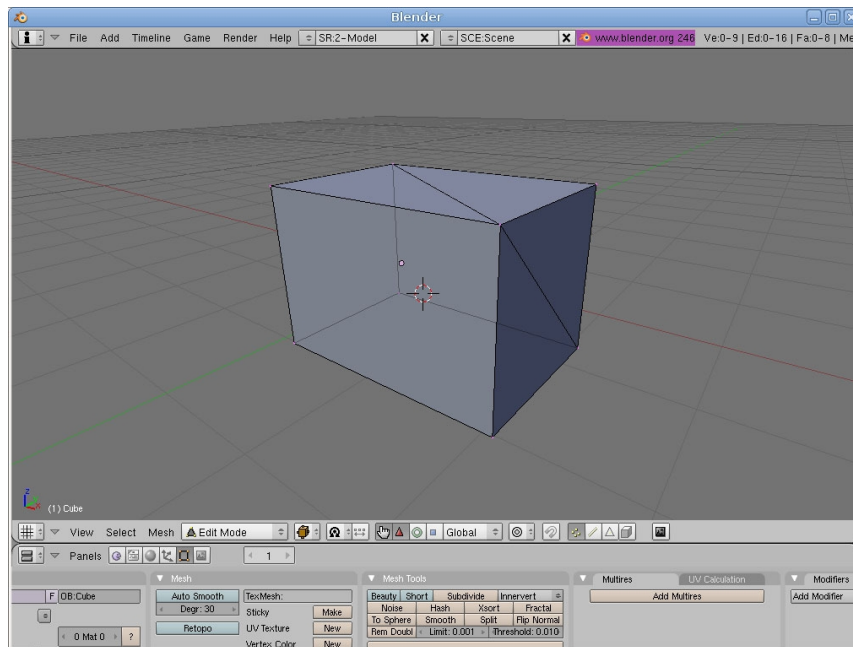 Blender
File Add Timeline Game Render Help SR:2-Model X SCE:Scene X www.blender.org 246 Ve:0-9 | Ed:0-16 | Fa:0-8 | Me
z
x
(1) Cube
View Select Mesh Edit Mode Global
Panels 1
Mesh Mesh Tools Multires UV Calculation Modifiers
F OB:Cube Auto Smooth TexMesh: Beauty Short Subdivide Innervert Add Multires Add Modifier
Degr: 30 Sticky Make Noise Hash Xsort Fractal
To Sphere Smooth Split Flip Normal
0 Mat 0 ? Retopo UV Texture New Rem Doubl Limit: 0.001 Threshold: 0.010
Vertex Color New